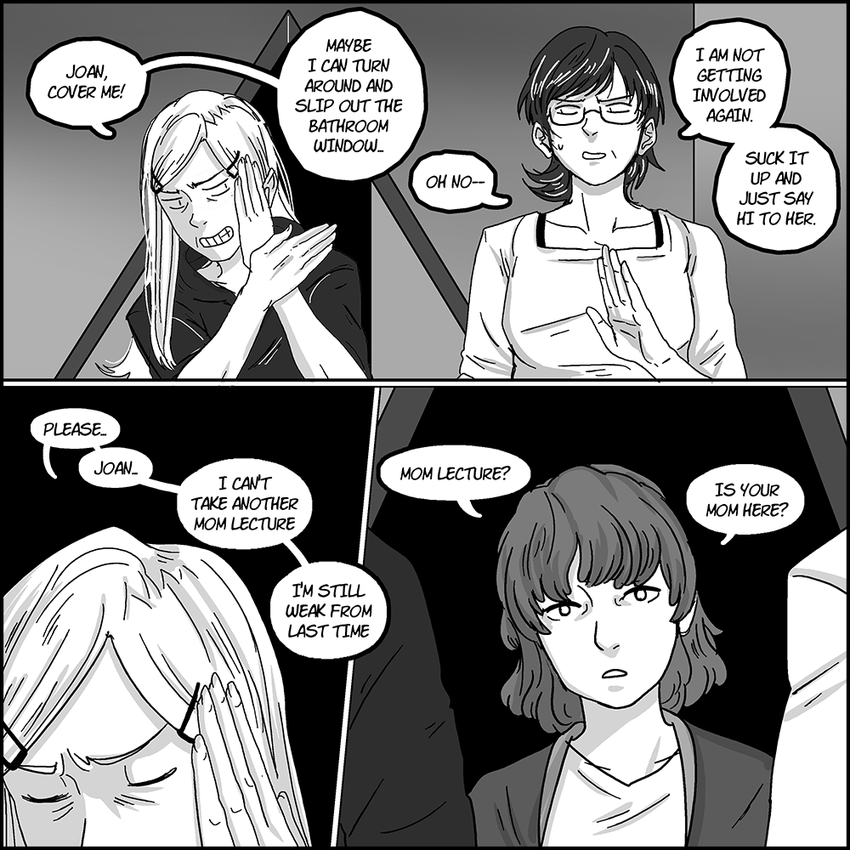 JOAN,
COVER ME!
MAYBE
I CAN TURN
AROUND AND
SLIP OUT THE
BATHROOM
WINDOW...
OH NO--
I AM NOT
GETTING
INVOLVED
AGAIN.
SUCK IT
UP AND
JUST SAY
HI TO HER.
PLEASE...
JOAN...
I CAN'T
TAKE ANOTHER
MOM LECTURE
I'M STILL
WEAK FROM
LAST TIME
MOM LECTURE?
IS YOUR
MOM HERE?